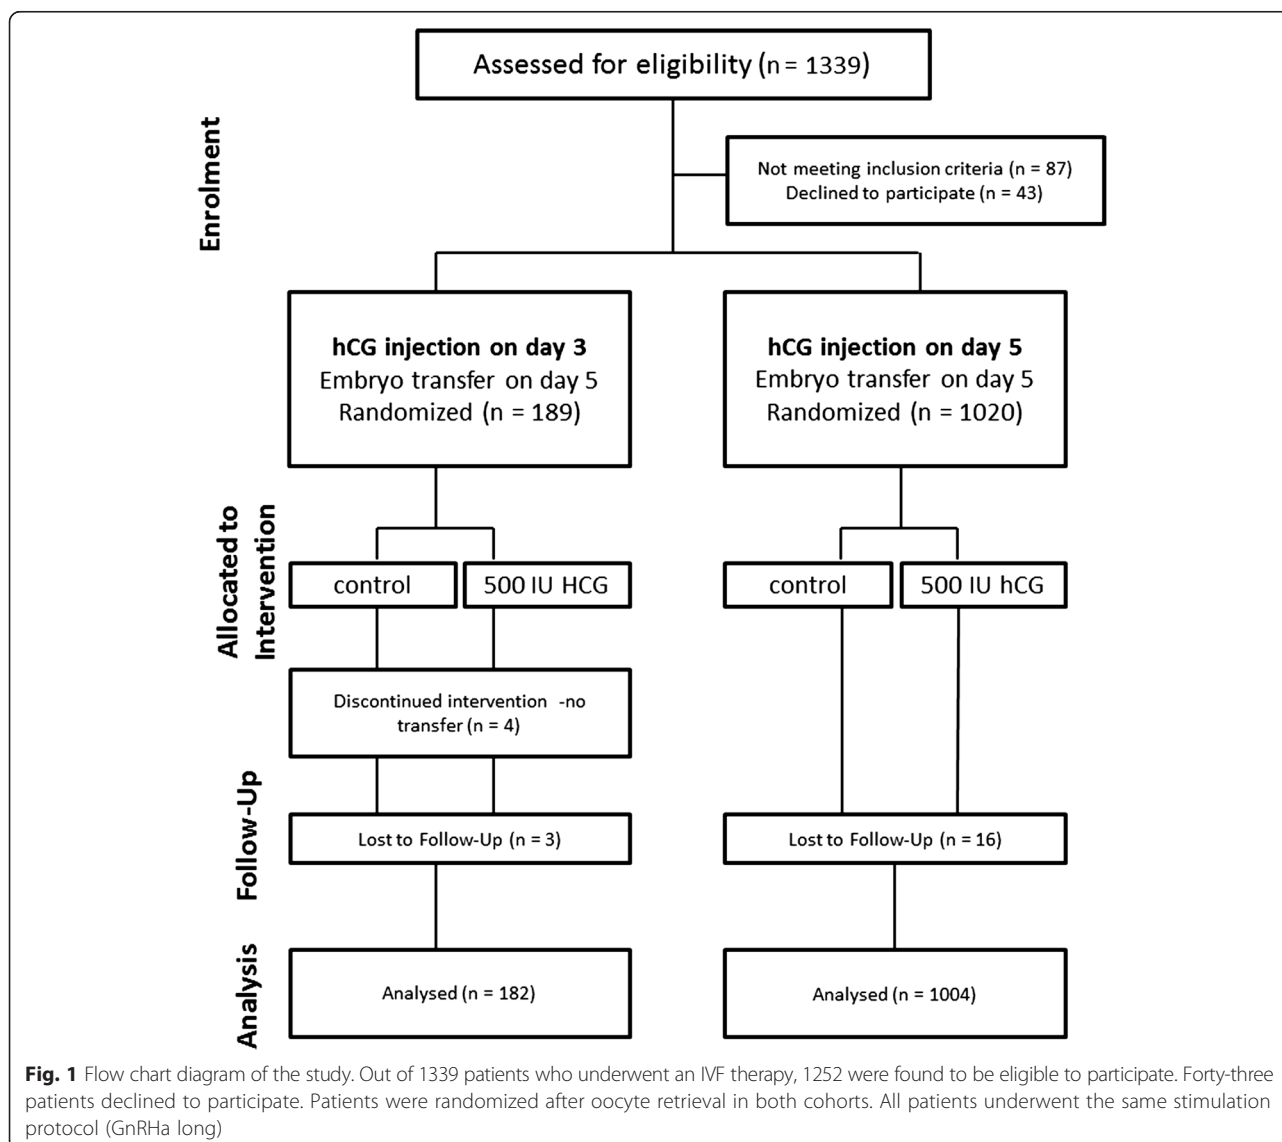 Assessed for eligibility (n = 1339)
Enrolment
Not meeting inclusion criteria (n = 87)
Declined to participate (n = 43)
hCG injection on day 3
Embryo transfer on day 5
Randomized (n = 189)
hCG injection on day 5
Embryo transfer on day 5
Randomized (n = 1020)
Allocated to
Intervention
control
500 IU HCG
control
500 IU hCG
Discontinued intervention -no
transfer (n = 4)
Follow-Up
Lost to Follow-Up (n = 3)
Lost to Follow-Up (n = 16)
Analysis
Analysed (n = 182)
Analysed (n = 1004)
Fig. 1 Flow chart diagram of the study. Out of 1339 patients who underwent an IVF therapy, 1252 were found to be eligible to participate. Forty-three
patients declined to participate. Patients were randomized after oocyte retrieval in both cohorts. All patients underwent the same stimulation
protocol (GnRHa long)